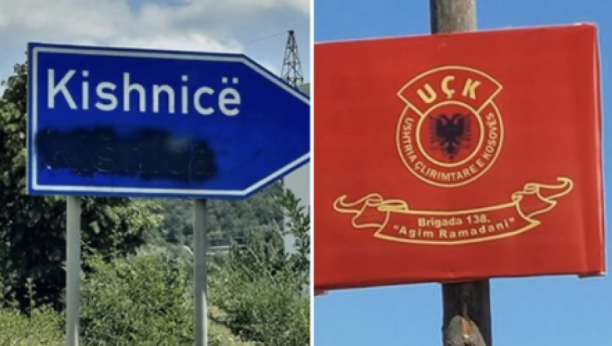 Kishnicë
UÇK
USHTRIA ÇLIRIMTARE E KOSOVËS
Brigada 138.
"Agim Ramadani"